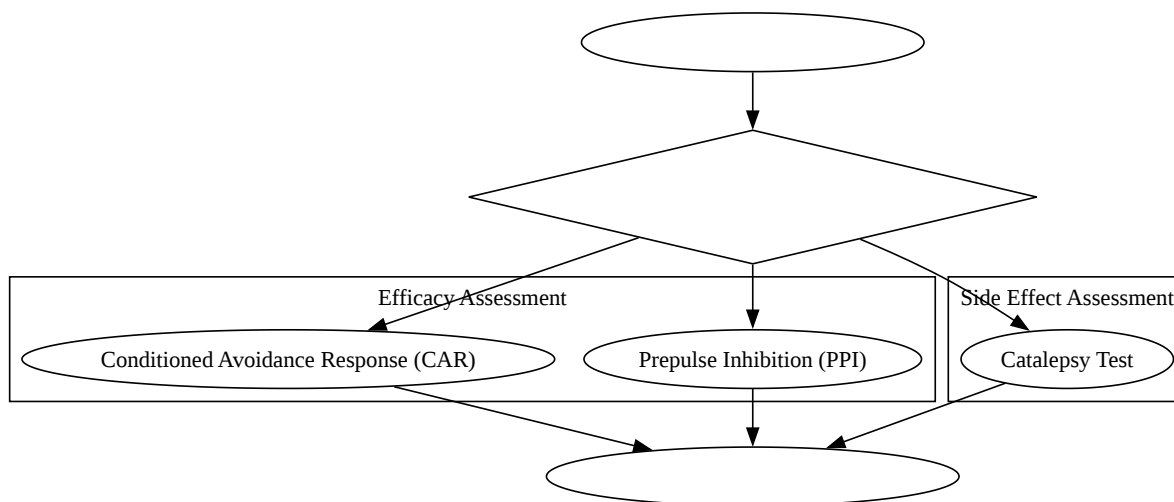 Efficacy Assessment
Side Effect Assessment
Conditioned Avoidance Response (CAR)
Prepulse Inhibition (PPI)
Catalepsy Test